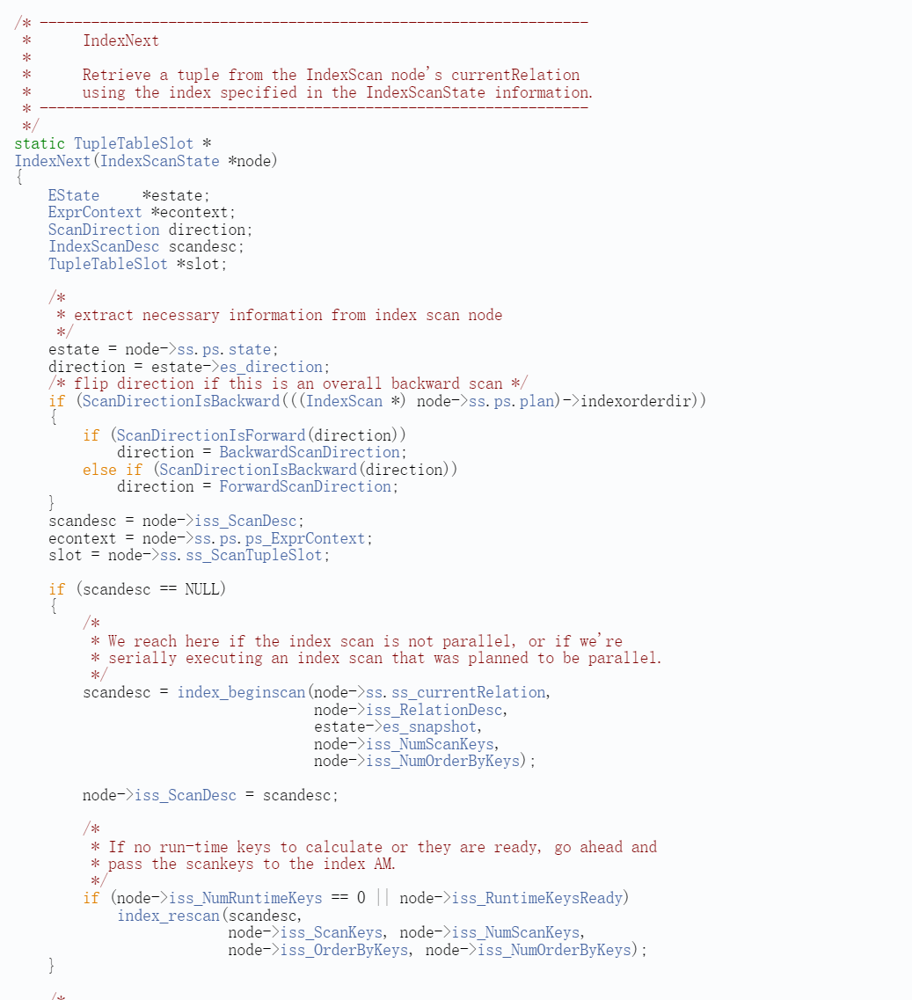 /* ----------------------------------------------------------------
 *      IndexNext
 *
 *      Retrieve a tuple from the IndexScan node's currentRelation
 *      using the index specified in the IndexScanState information.
 * ----------------------------------------------------------------
 */
static TupleTableSlot *
IndexNext(IndexScanState *node)
{
    EState     *estate;
    ExprContext *econtext;
    ScanDirection direction;
    IndexScanDesc scandesc;
    TupleTableSlot *slot;

    /*
     * extract necessary information from index scan node
     */
    estate = node->ss.ps.state;
    direction = estate->es_direction;
    /* flip direction if this is an overall backward scan */
    if (ScanDirectionIsBackward(((IndexScan *) node->ss.ps.plan)->indexorderdir))
    {
        if (ScanDirectionIsForward(direction))
            direction = BackwardScanDirection;
        else if (ScanDirectionIsBackward(direction))
            direction = ForwardScanDirection;
    }
    scandesc = node->iss_ScanDesc;
    econtext = node->ss.ps.ps_ExprContext;
    slot = node->ss.ss_ScanTupleSlot;

    if (scandesc == NULL)
    {
        /*
         * We reach here if the index scan is not parallel, or if we're
         * serially executing an index scan that was planned to be parallel.
         */
        scandesc = index_beginscan(node->ss.ss_currentRelation,
                                   node->iss_RelationDesc,
                                   estate->es_snapshot,
                                   node->iss_NumScanKeys,
                                   node->iss_NumOrderByKeys);

        node->iss_ScanDesc = scandesc;

        /*
         * If no run-time keys to calculate or they are ready, go ahead and
         * pass the scankeys to the index AM.
         */
        if (node->iss_NumRuntimeKeys == 0 || node->iss_RuntimeKeysReady)
            index_rescan(scandesc,
                         node->iss_ScanKeys, node->iss_NumScanKeys,
                         node->iss_OrderByKeys, node->iss_NumOrderByKeys);
    }

    /*